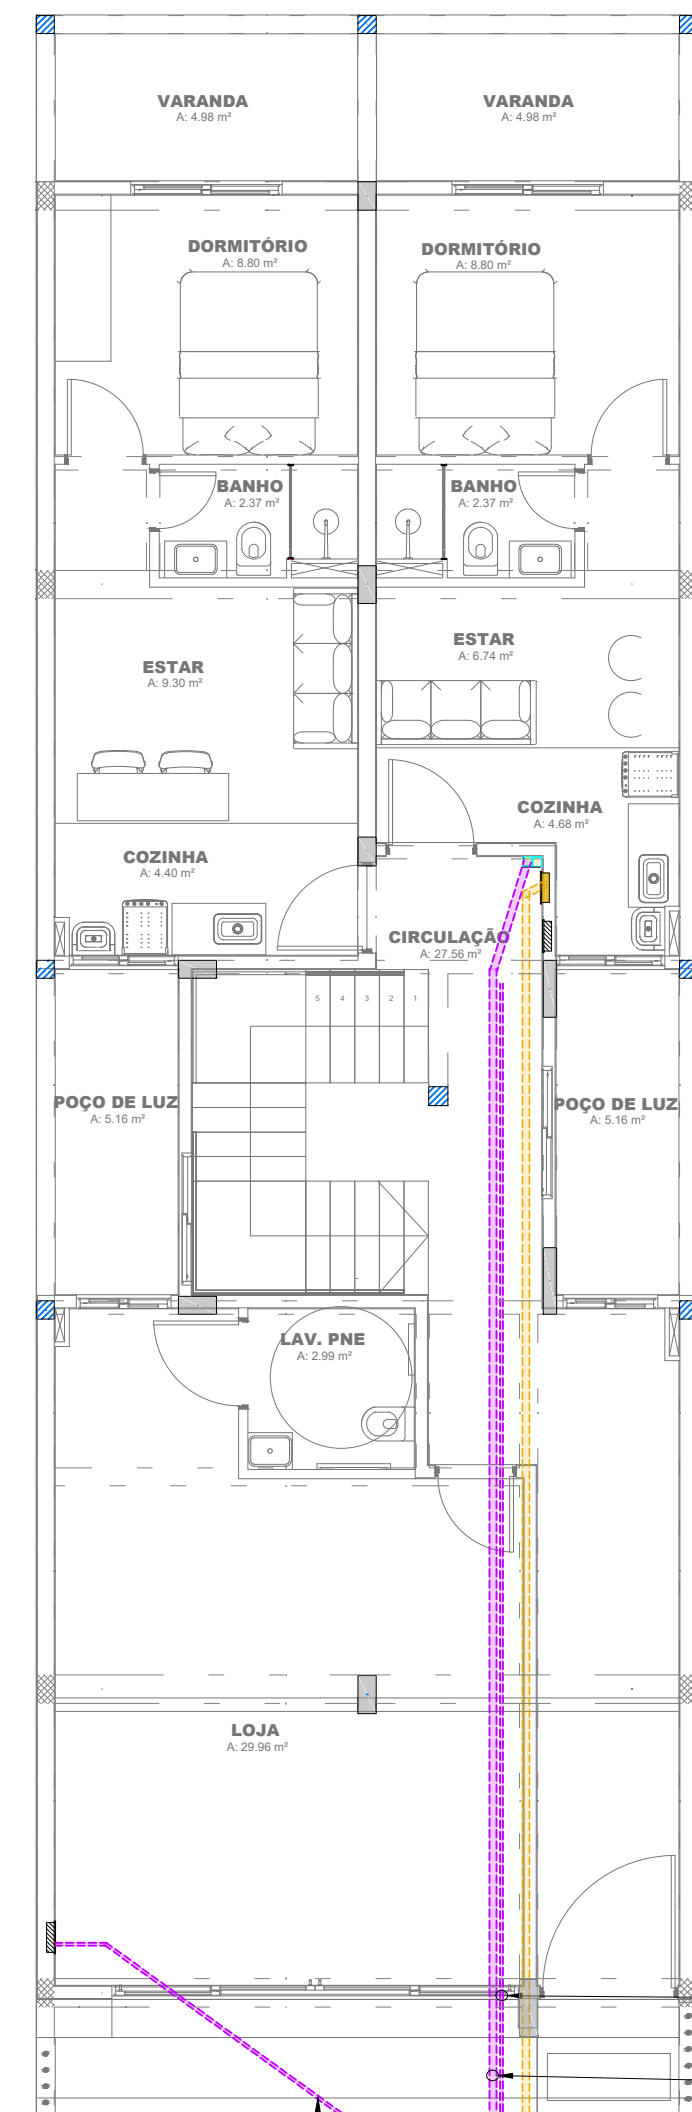 VARANDA
A: 4.98 m²
VARANDA
A: 4.98 m²
DORMITÓRIO
A: 8.80 m²
DORMITÓRIO
A: 8.80 m²
BANHO
A: 2.37 m²
BANHO
A: 2.37 m²
ESTAR
A: 9.30 m²
ESTAR
A: 6.74 m²
COZINHA
A: 4.68 m²
COZINHA
A: 4.40 m²
CIRCULAÇÃO
A: 27.56 m²
5 4 3 2 1
POÇO DE LUZ
A: 5.16 m²
POÇO DE LUZ
A: 5.16 m²
LAV. PNE
A: 2.99 m²
LOJA
A: 29.96 m²